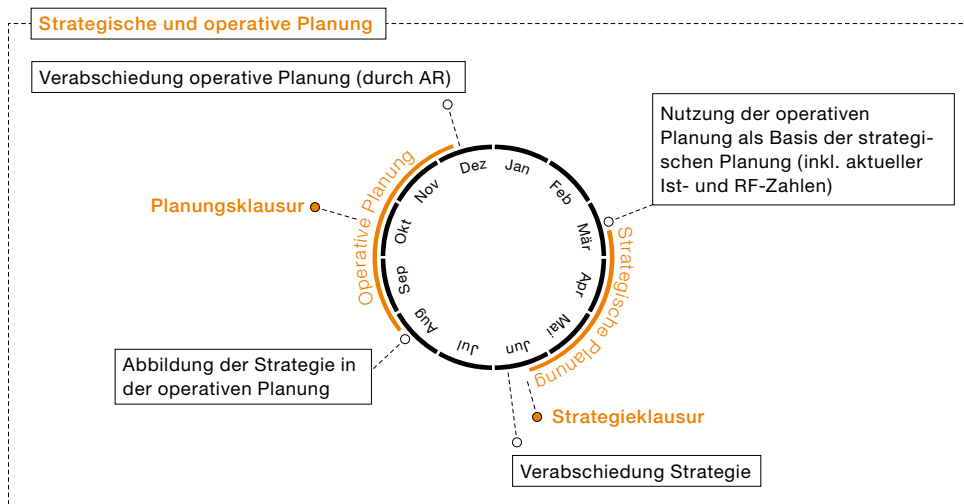 Strategische und operative Planung
Verabschiedung operative Planung (durch AR)
Nutzung der operativen
Planung als Basis der strategi-
schen Planung (inkl. aktueller
Ist- und RF-Zahlen)
Planungsklausur
Operative Planung
Strategische Planung
Jan
Feb
Mär
Apr
Mai
Jun
Jul
Aug
Sep
Okt
Nov
Dez
Abbildung der Strategie in
der operativen Planung
Strategieklausur
Verabschiedung Strategie